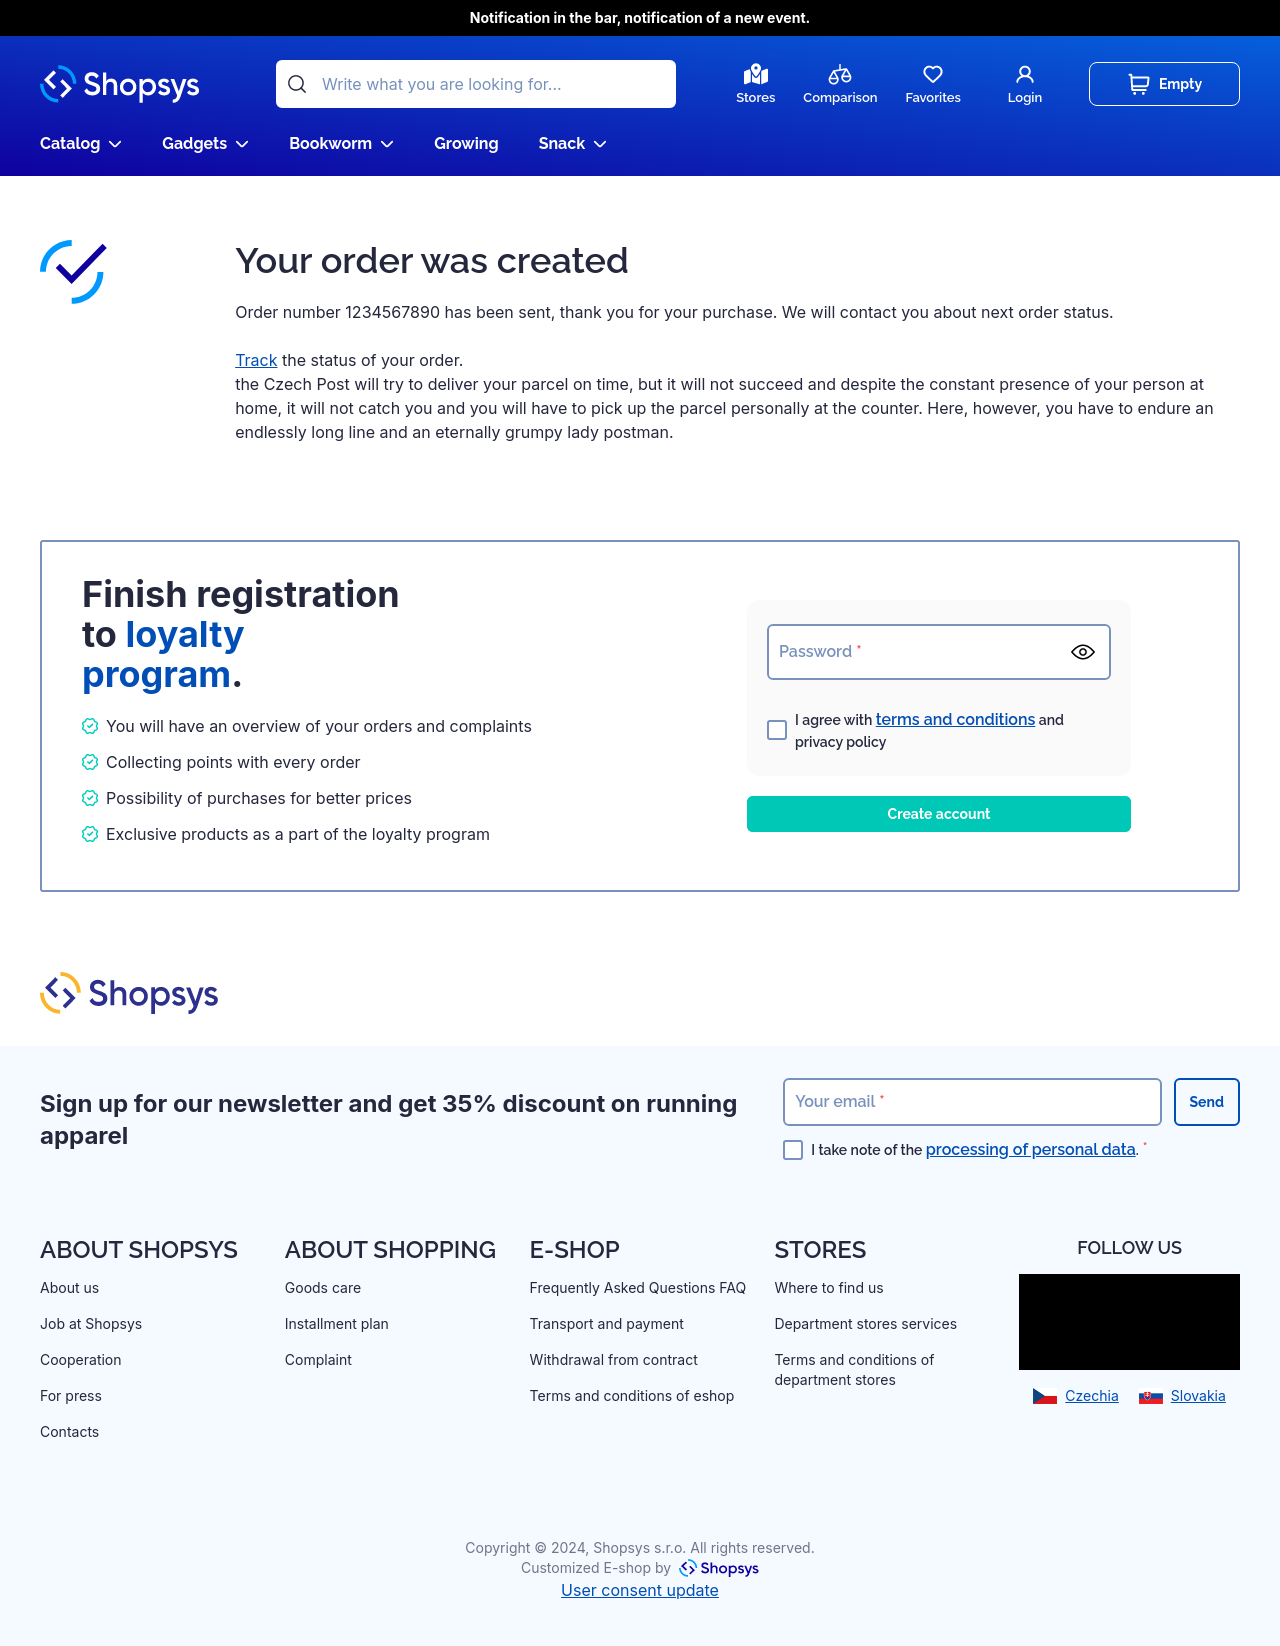 Notification in the bar, notification of a new event.
Shopsys
Write what you are looking for...
Stores
Comparison
Favorites
Login
Empty
Catalog
Gadgets
Bookworm
Growing
Snack
Your order was created
Order number 1234567890 has been sent, thank you for your purchase. We will contact you about next order status.
Track the status of your order.
the Czech Post will try to deliver your parcel on time, but it will not succeed and despite the constant presence of your person at
home, it will not catch you and you will have to pick up the parcel personally at the counter. Here, however, you have to endure an
endlessly long line and an eternally grumpy lady postman.
Finish registration
to loyalty
program.
You will have an overview of your orders and complaints
Collecting points with every order
Possibility of purchases for better prices
Exclusive products as a part of the loyalty program
Password *
I agree with terms and conditions and
privacy policy
Create account
Shopsys
Sign up for our newsletter and get 35% discount on running
apparel
Your email *
Send
I take note of the processing of personal data. *
ABOUT SHOPSYS
About us
Job at Shopsys
Cooperation
For press
Contacts
ABOUT SHOPPING
Goods care
Installment plan
Complaint
E-SHOP
Frequently Asked Questions FAQ
Transport and payment
Withdrawal from contract
Terms and conditions of eshop
STORES
Where to find us
Department stores services
Terms and conditions of
department stores
FOLLOW US
Czechia
Slovakia
Copyright © 2024, Shopsys s.r.o. All rights reserved.
Customized E-shop by Shopsys
User consent update